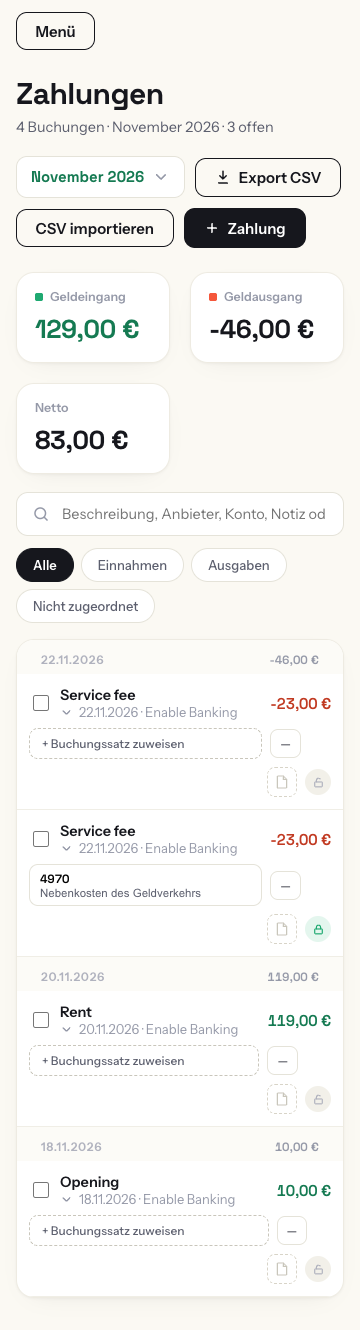 Menü
Zahlungen
4 Buchungen · November 2026 · 3 offen
November 2026
Export CSV
CSV importieren
+ Zahlung
Geldeingang
129,00 €
Geldausgang
-46,00 €
Netto
83,00 €
Beschreibung, Anbieter, Konto, Notiz od
Alle
Einnahmen
Ausgaben
Nicht zugeordnet
22.11.2026 -46,00 €
Service fee
-23,00 €
22.11.2026 · Enable Banking
+ Buchungssatz zuweisen
–
Service fee
-23,00 €
22.11.2026 · Enable Banking
4970
Nebenkosten des Geldverkehrs
–
20.11.2026 119,00 €
Rent
119,00 €
20.11.2026 · Enable Banking
+ Buchungssatz zuweisen
–
18.11.2026 10,00 €
Opening
10,00 €
18.11.2026 · Enable Banking
+ Buchungssatz zuweisen
–